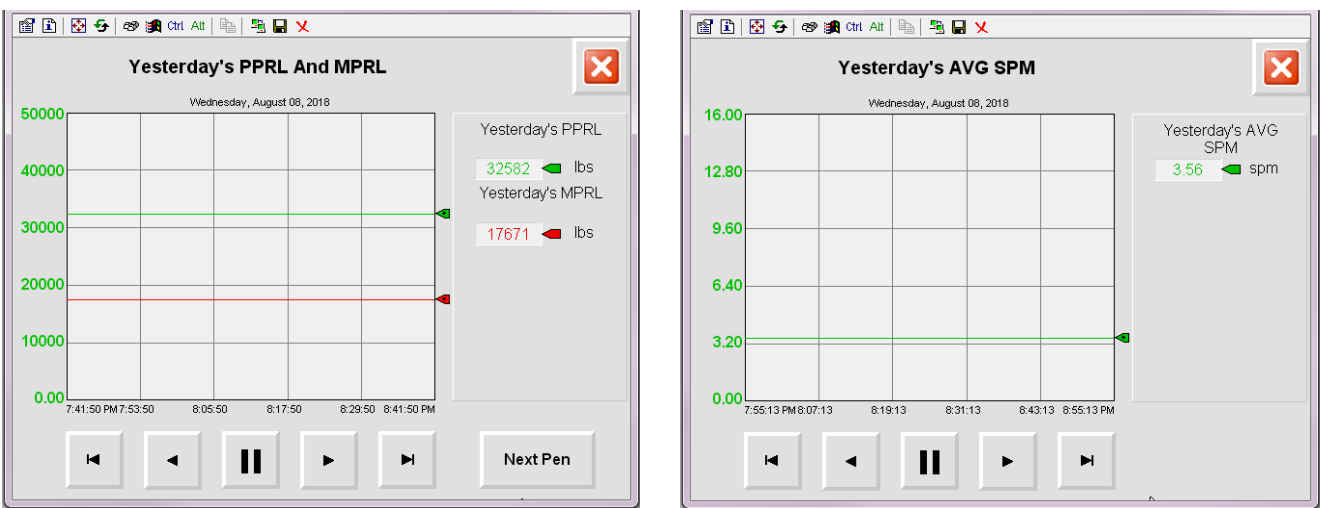 Ctrl Alt
Yesterday's PPRL And MPRL
Wednesday, August 08, 2018
50000
40000
30000
20000
10000
0.00
7:41:50 PM 7:53:50 8:05:50 8:17:50 8:29:50 8:41:50 PM
Yesterday's PPRL
32582 lbs
Yesterday's MPRL
17671 lbs
Next Pen
Ctrl Alt
Yesterday's AVG SPM
Wednesday, August 08, 2018
16.00
12.80
9.60
6.40
3.20
0.00
7:55:13 PM 8:07:13 8:19:13 8:31:13 8:43:13 8:55:13 PM
Yesterday's AVG
SPM
3.56 spm